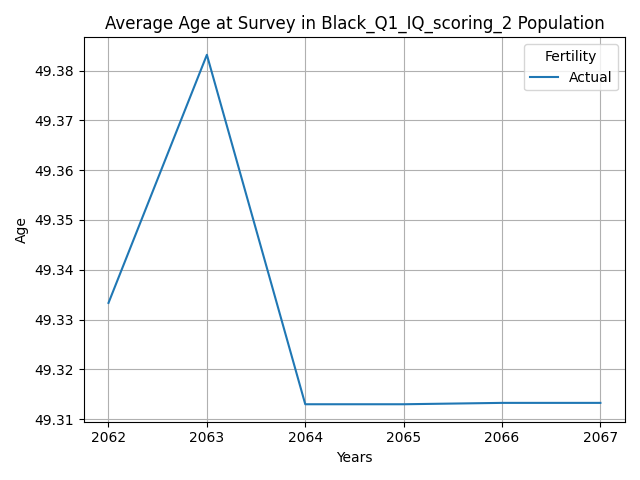 Average Age at Survey in Black_Q1_IQ_scoring_2 Population
Fertility
Actual
49.38
49.37
49.36
49.35
49.34
49.33
49.32
49.31
Age
2062 2063 2064 2065 2066 2067
Years